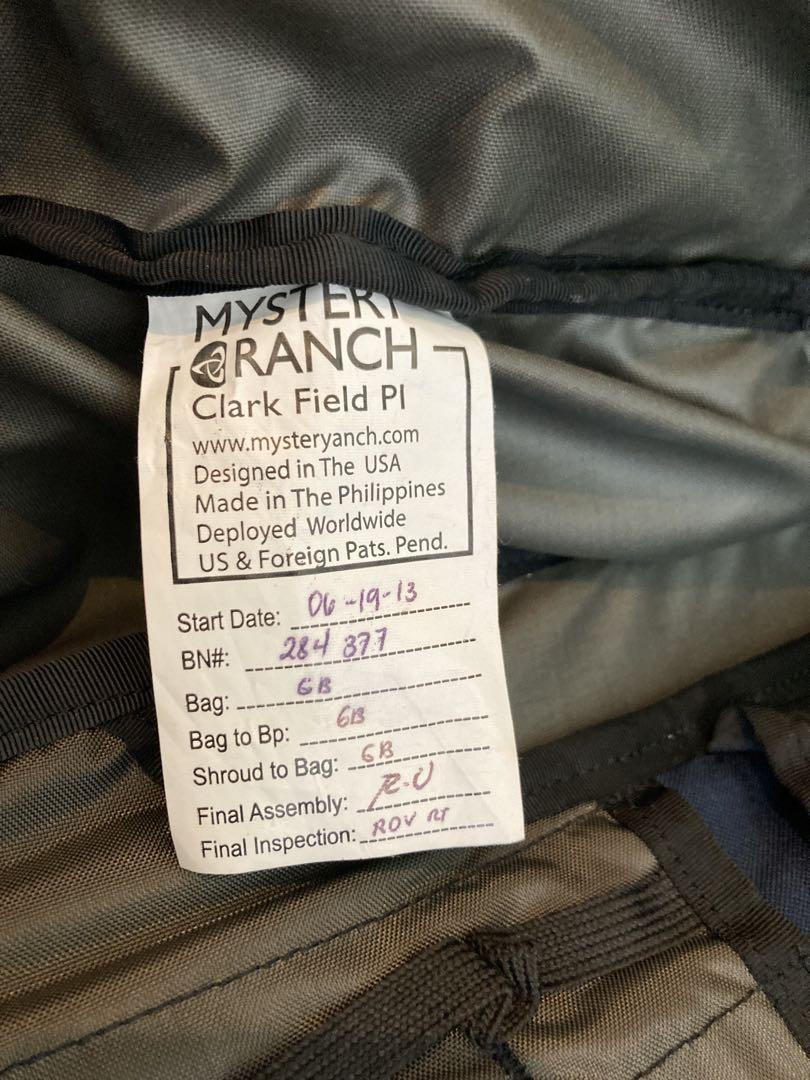 MYSTERY
RANCH
Clark Field PI
www.mysteryanch.com
Designed in The USA
Made in The Philippines
Deployed Worldwide
US & Foreign Pats. Pend.
Start Date: 06-19-13
BN#: 284 377
Bag: GB
Bag to Bp: GB
Shroud to Bag: GB
Final Assembly: R-U
Final Inspection: ROV RT